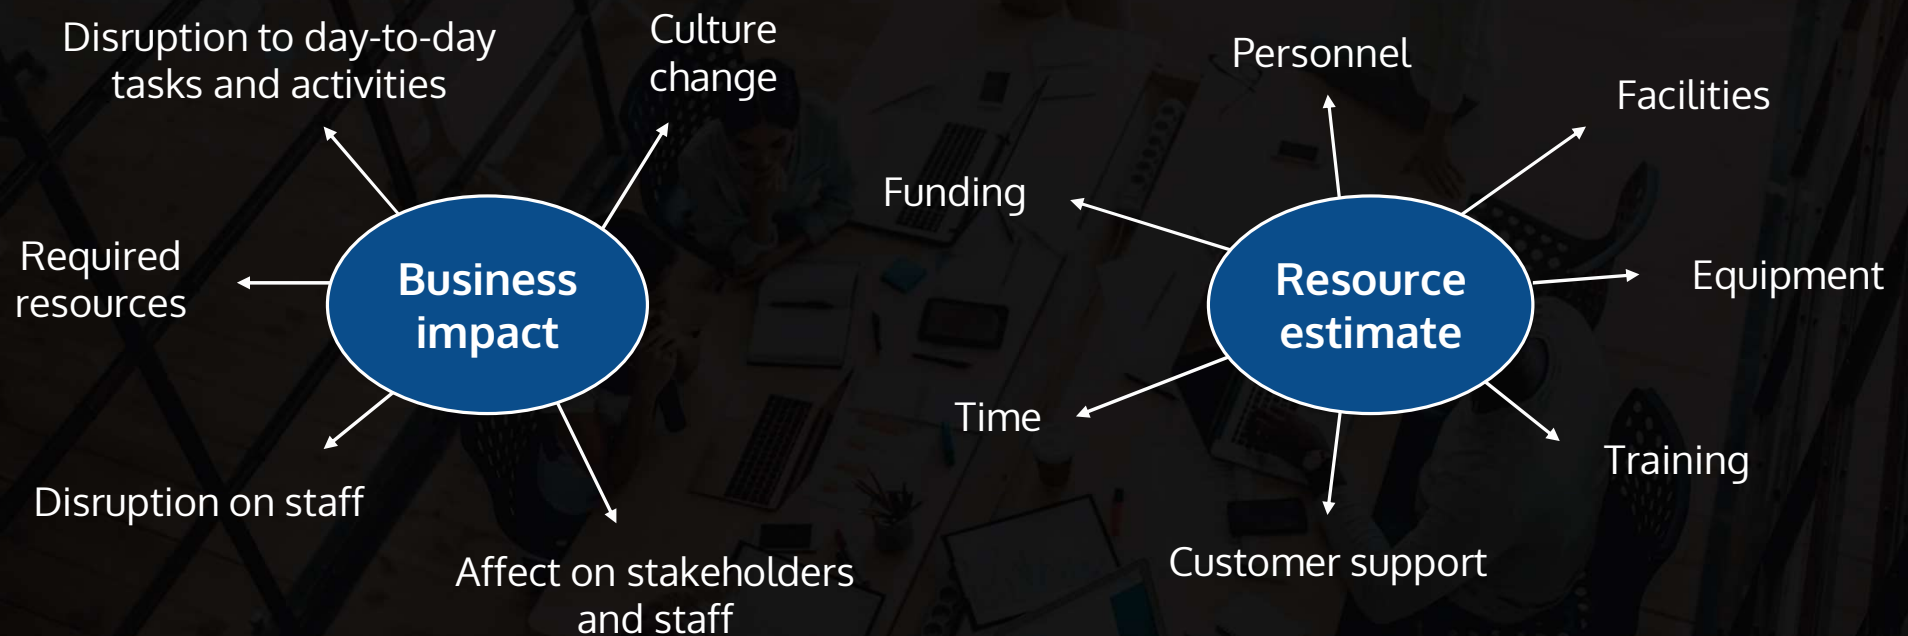 Disruption to day-to-day
tasks and activities
Culture
change
Required
resources
Business
impact
Disruption on staff
Affect on stakeholders
and staff
Personnel
Facilities
Funding
Resource
estimate
Equipment
Time
Training
Customer support